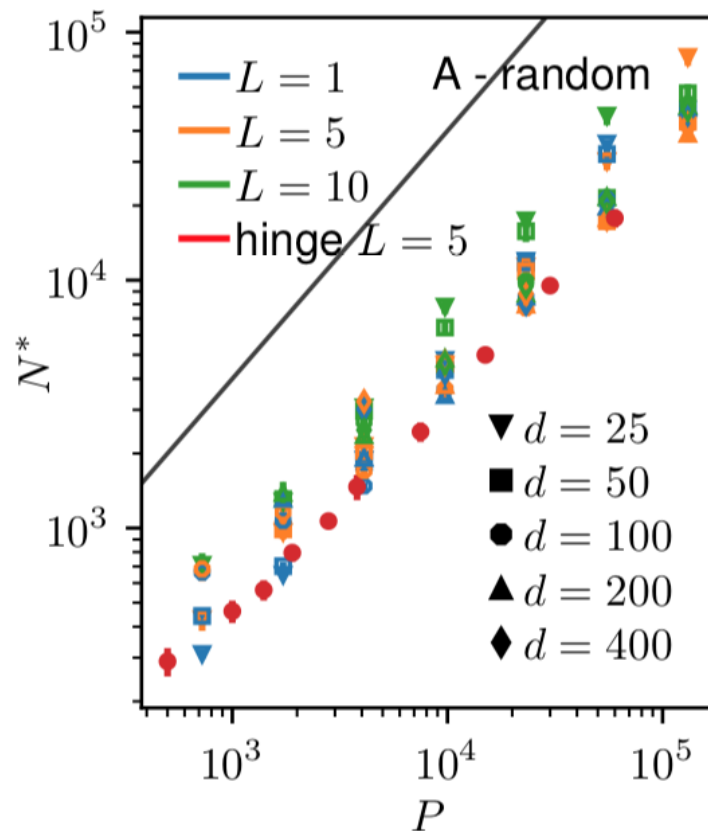 10^5
10^4
10^3
N*
L = 1
L = 5
L = 10
hinge L = 5
A - random
d = 25
d = 50
d = 100
d = 200
d = 400
10^3 10^4 10^5
P